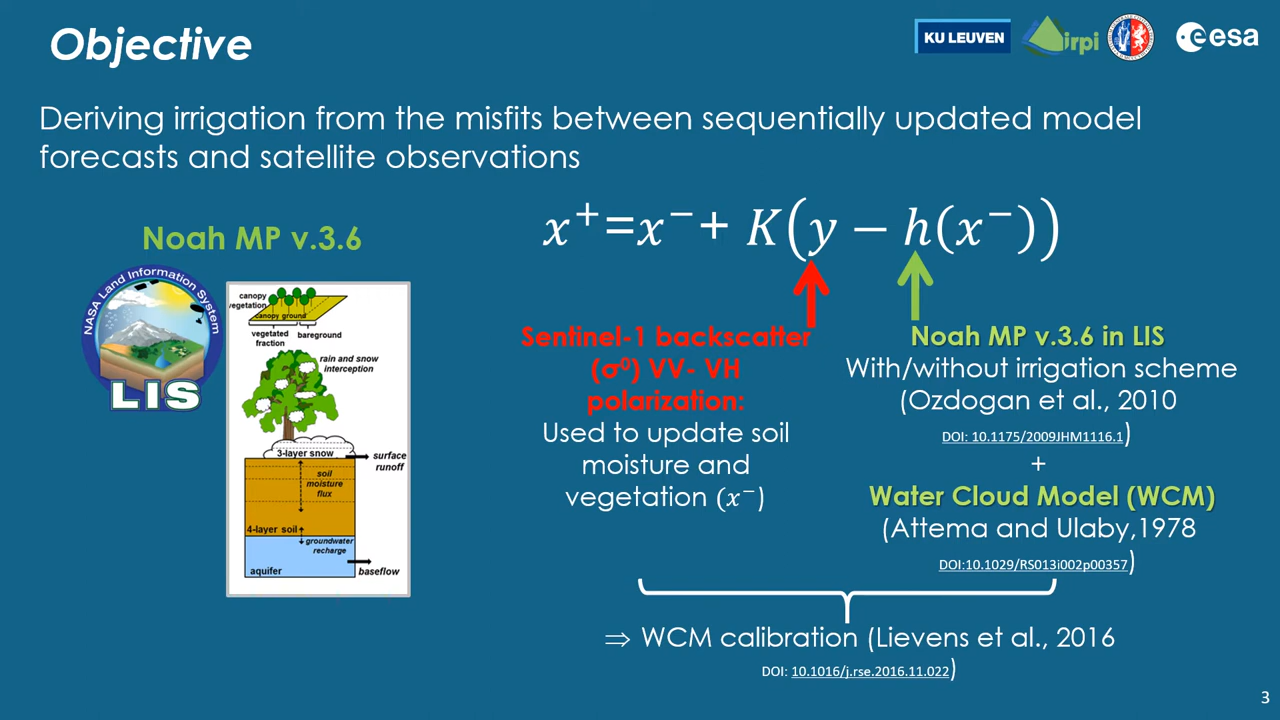 Objective
KU LEUVEN
irpi
esa
Deriving irrigation from the misfits between sequentially updated model
forecasts and satellite observations
x⁺=x⁻+ K(y − h(x⁻))
Noah MP v.3.6
NASA Land Information System
LIS
canopy
vegetation
canopy ground
vegetated
fraction
bareground
rain and snow
interception
3-layer snow
surface
runoff
soil
moisture
flux
4-layer soil
groundwater
recharge
aquifer
baseflow
Sentinel-1 backscatter
(σ⁰) VV- VH
polarization:
Used to update soil
moisture and
vegetation (x⁻)
Noah MP v.3.6 in LIS
With/without irrigation scheme
(Ozdogan et al., 2010
DOI: 10.1175/2009JHM1116.1)
+
Water Cloud Model (WCM)
(Attema and Ulaby,1978
DOI:10.1029/RS013i002p00357)
⇒ WCM calibration (Lievens et al., 2016
DOI: 10.1016/j.rse.2016.11.022)
3